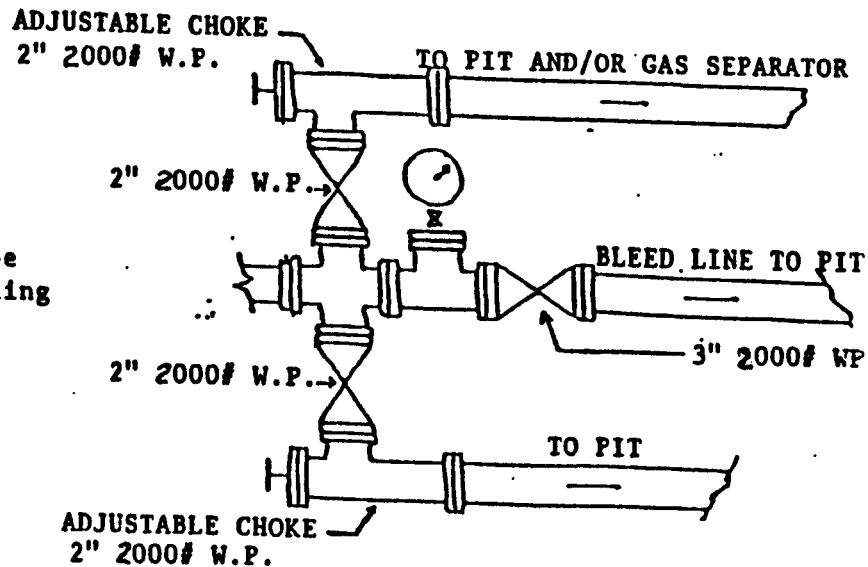 ADJUSTABLE CHOKE
2" 2000# W.P.
TO PIT AND/OR GAS SEPARATOR
2" 2000# W.P.
BLEED LINE TO PIT
3" 2000# WP
2" 2000# W.P.
TO PIT
ADJUSTABLE CHOKE
2" 2000# W.P.